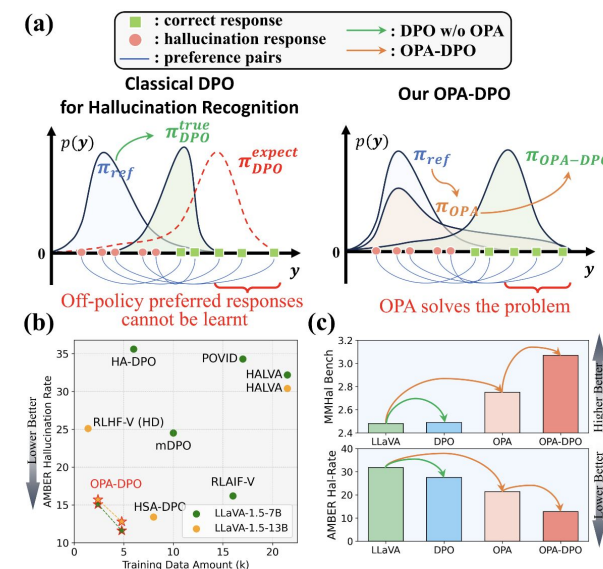 (a)
: correct response
: hallucination response
: preference pairs
: DPO w/o OPA
: OPA-DPO
Classical DPO
for Hallucination Recognition
p(y)
π_ref
π_DPO^true
π_DPO^expect
0
y
Off-policy preferred responses
cannot be learnt
Our OPA-DPO
p(y)
π_ref
π_OPA
π_OPA-DPO
0
y
OPA solves the problem
(b)
Lower Better
AMBER Hallucination Rate
35
30
25
20
15
10
HA-DPO
POVID
HALVA
HALVA
RLHF-V (HD)
mDPO
OPA-DPO
RLAIF-V
HSA-DPO
LLaVA-1.5-7B
LLaVA-1.5-13B
0
5
10
15
20
Training Data Amount (k)
(c)
MMHal Bench
3.2
3.0
2.8
2.6
2.4
LLaVA
DPO
OPA
OPA-DPO
Higher Better
AMBER Hal-Rate
40
30
20
10
0
LLaVA
DPO
OPA
OPA-DPO
Lower Better